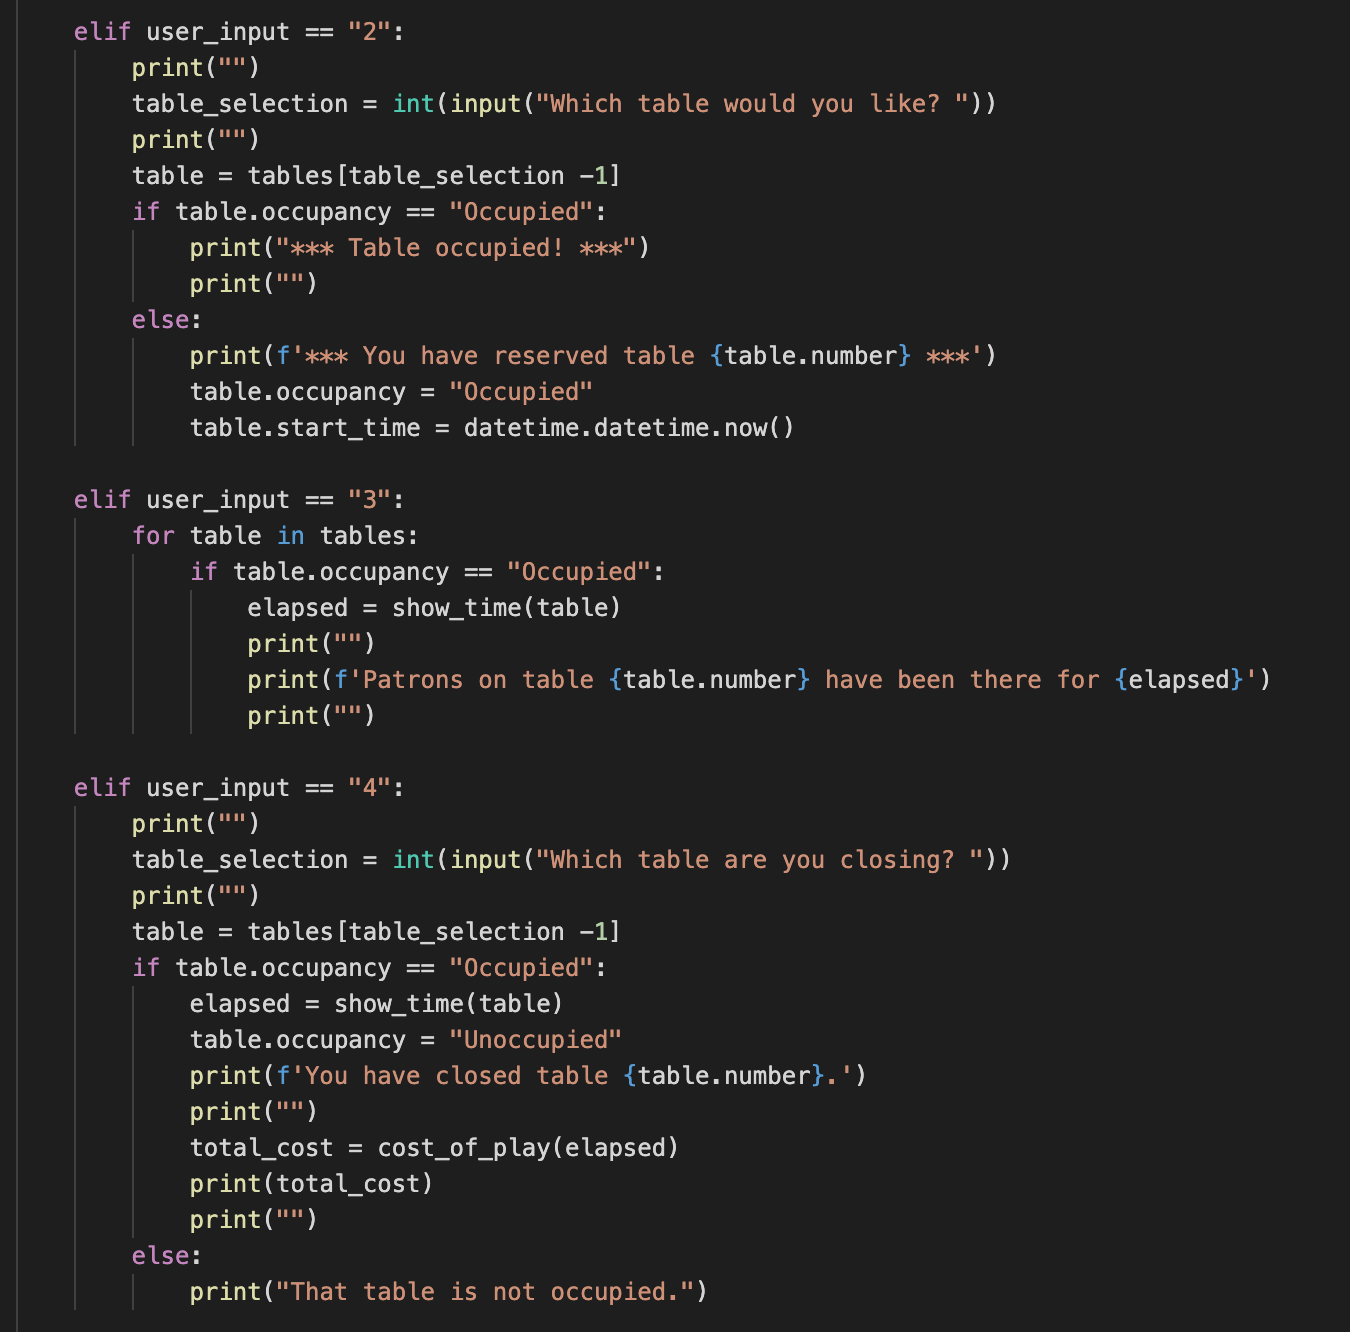 elif user_input == "2":
    print("")
    table_selection = int(input("Which table would you like? "))
    print("")
    table = tables[table_selection -1]
    if table.occupancy == "Occupied":
        print("*** Table occupied! ***")
        print("")
    else:
        print(f'*** You have reserved table {table.number} ***')
        table.occupancy = "Occupied"
        table.start_time = datetime.datetime.now()

elif user_input == "3":
    for table in tables:
        if table.occupancy == "Occupied":
            elapsed = show_time(table)
            print("")
            print(f'Patrons on table {table.number} have been there for {elapsed}')
            print("")

elif user_input == "4":
    print("")
    table_selection = int(input("Which table are you closing? "))
    print("")
    table = tables[table_selection -1]
    if table.occupancy == "Occupied":
        elapsed = show_time(table)
        table.occupancy = "Unoccupied"
        print(f'You have closed table {table.number}.')
        print("")
        total_cost = cost_of_play(elapsed)
        print(total_cost)
        print("")
    else:
        print("That table is not occupied.")